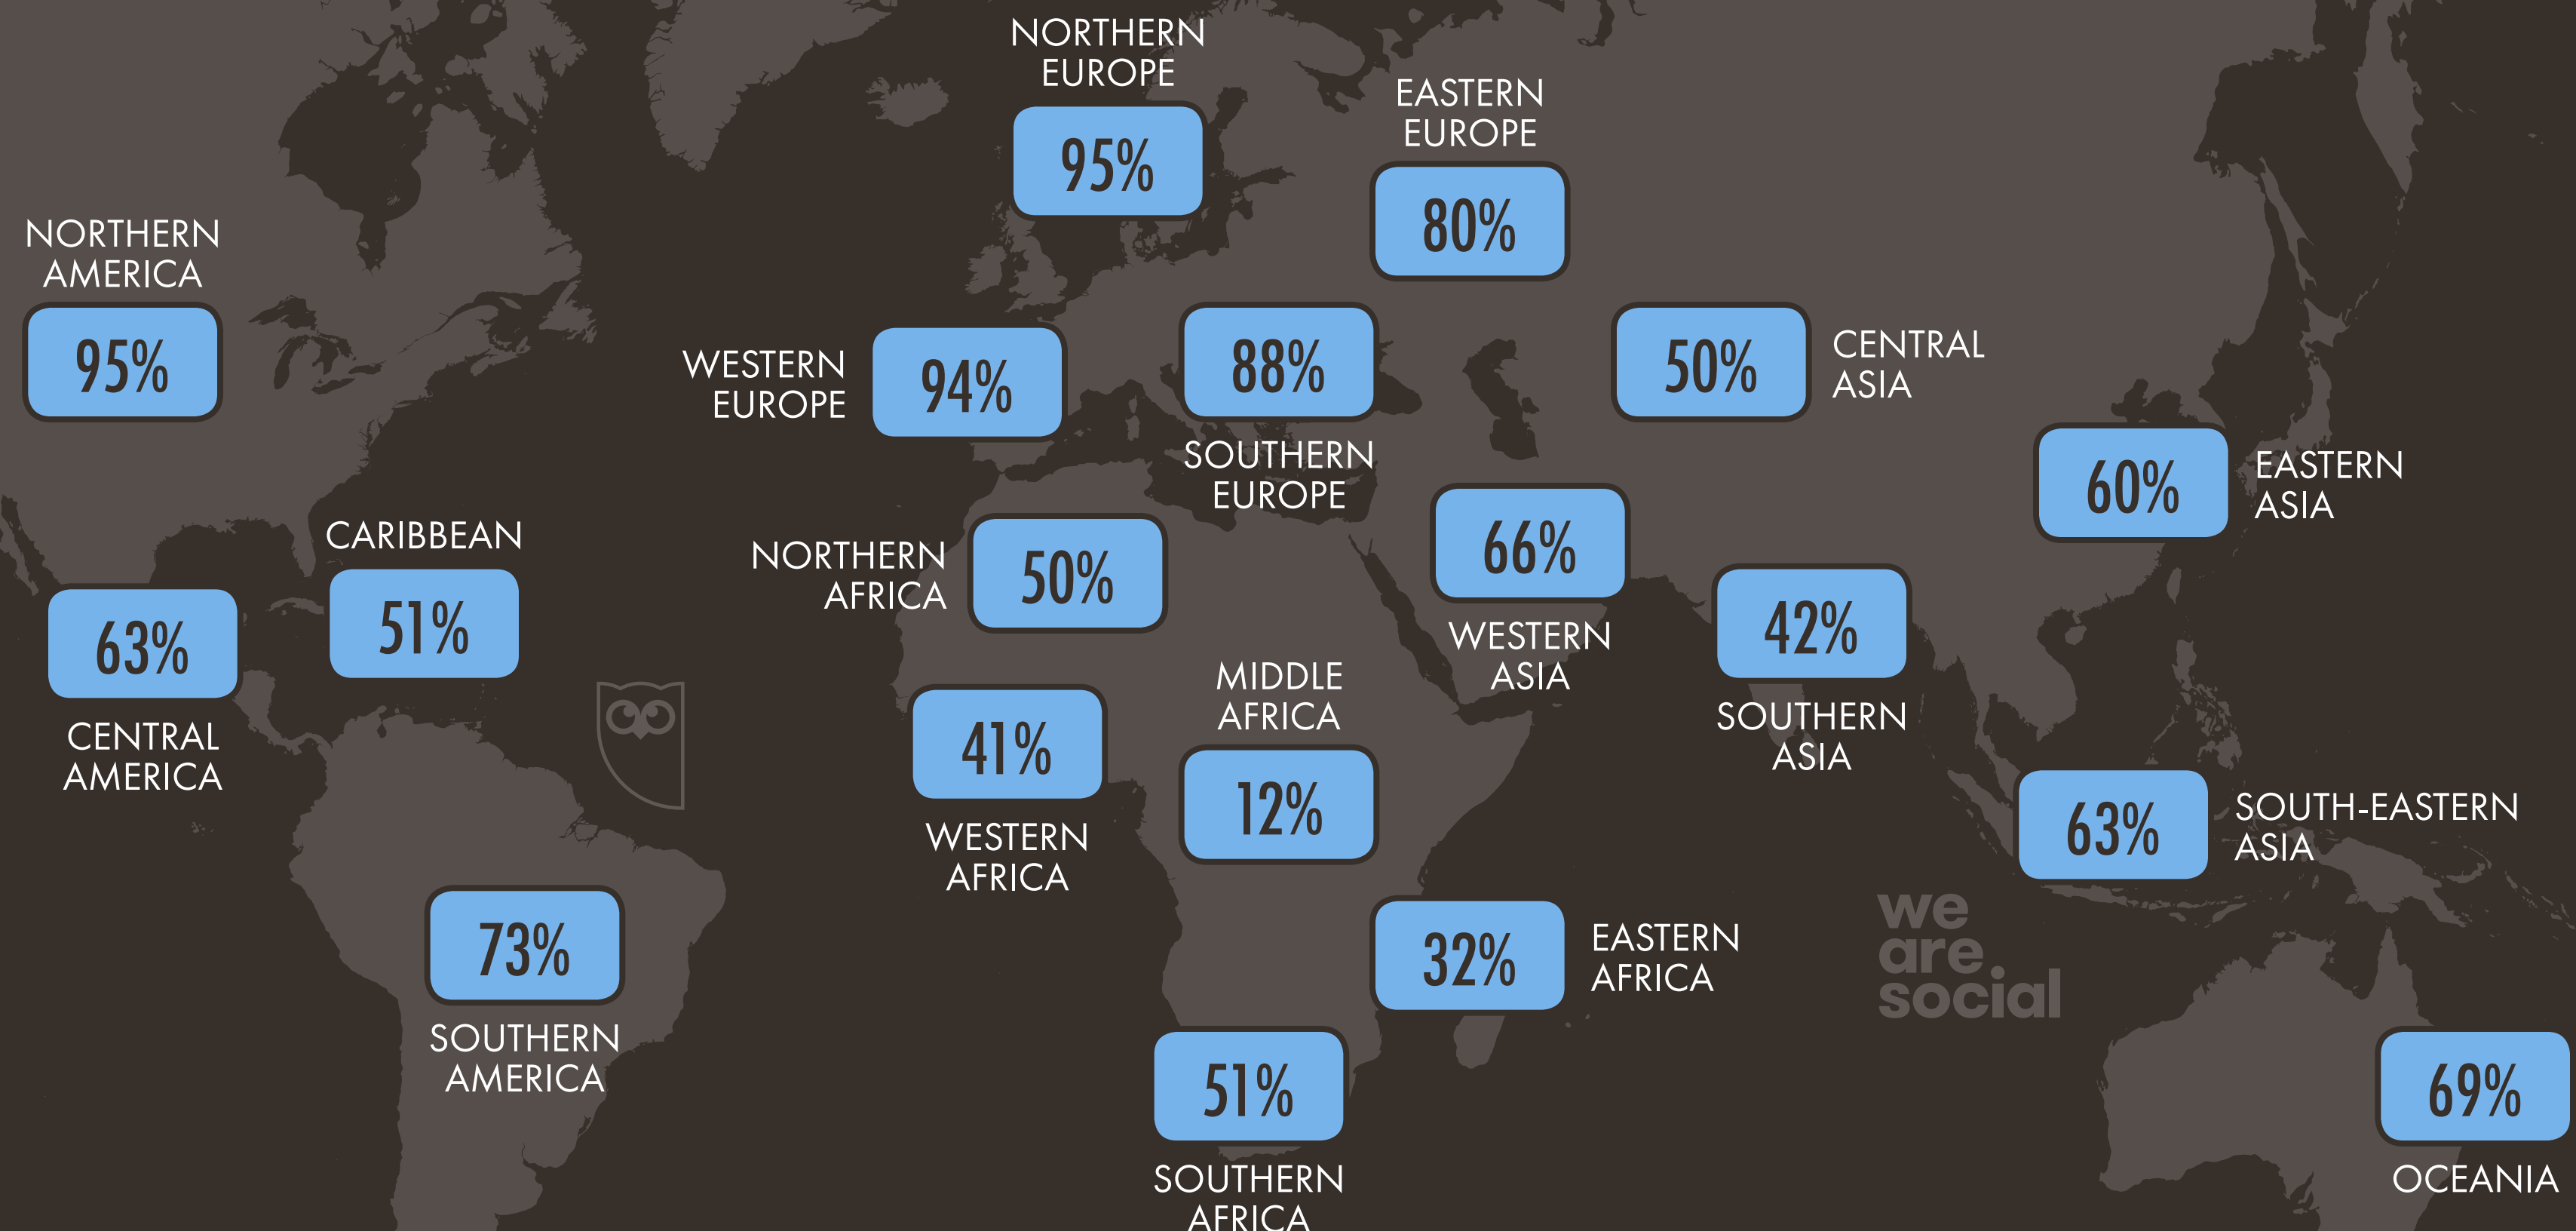 NORTHERN
EUROPE
95%
EASTERN
EUROPE
80%
NORTHERN
AMERICA
95%
WESTERN
EUROPE
94%
88%
SOUTHERN
EUROPE
50%
CENTRAL
ASIA
60%
EASTERN
ASIA
CARIBBEAN
51%
NORTHERN
AFRICA
50%
66%
WESTERN
ASIA
42%
SOUTHERN
ASIA
63%
CENTRAL
AMERICA
41%
WESTERN
AFRICA
MIDDLE
AFRICA
12%
63%
SOUTH-EASTERN
ASIA
73%
SOUTHERN
AMERICA
32%
EASTERN
AFRICA
we
are
social
51%
SOUTHERN
AFRICA
69%
OCEANIA